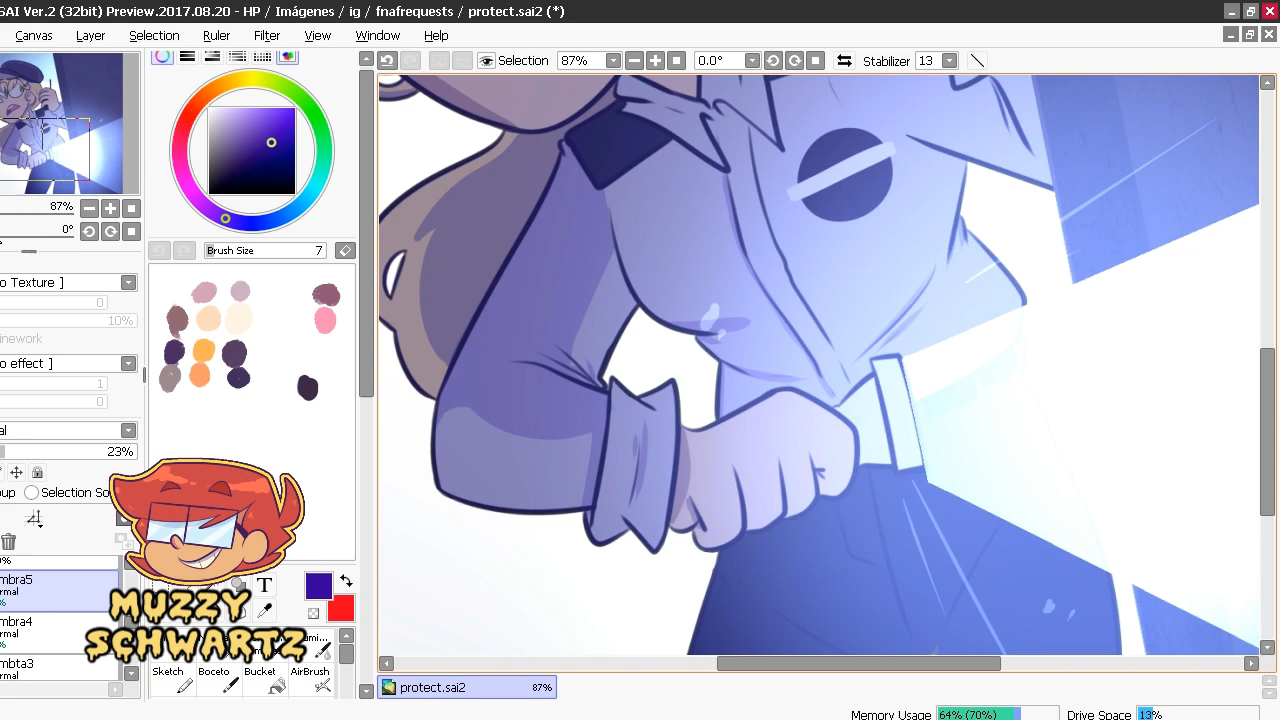 SAI Ver.2 (32bit) Preview.2017.08.20 - HP / Imágenes / ig / fnafrequests / protect.sai2 (*)
Canvas Layer Selection Ruler Filter View Window Help
Selection 87% 0.0° Stabilizer 13
87%
0°
Brush Size 7
o Texture ]
0
10%
nework
o effect ]
1
0
al
23%
oup Selection So
0%
mbra5
rmal
%
mbra4
rmal
%
mbta3
rmal
T
MUZZY
SCHWARTZ
Sketch Boceto Bucket AirBrush
protect.sai2 87%
Memory Usage 64% (70%) Drive Space 13%